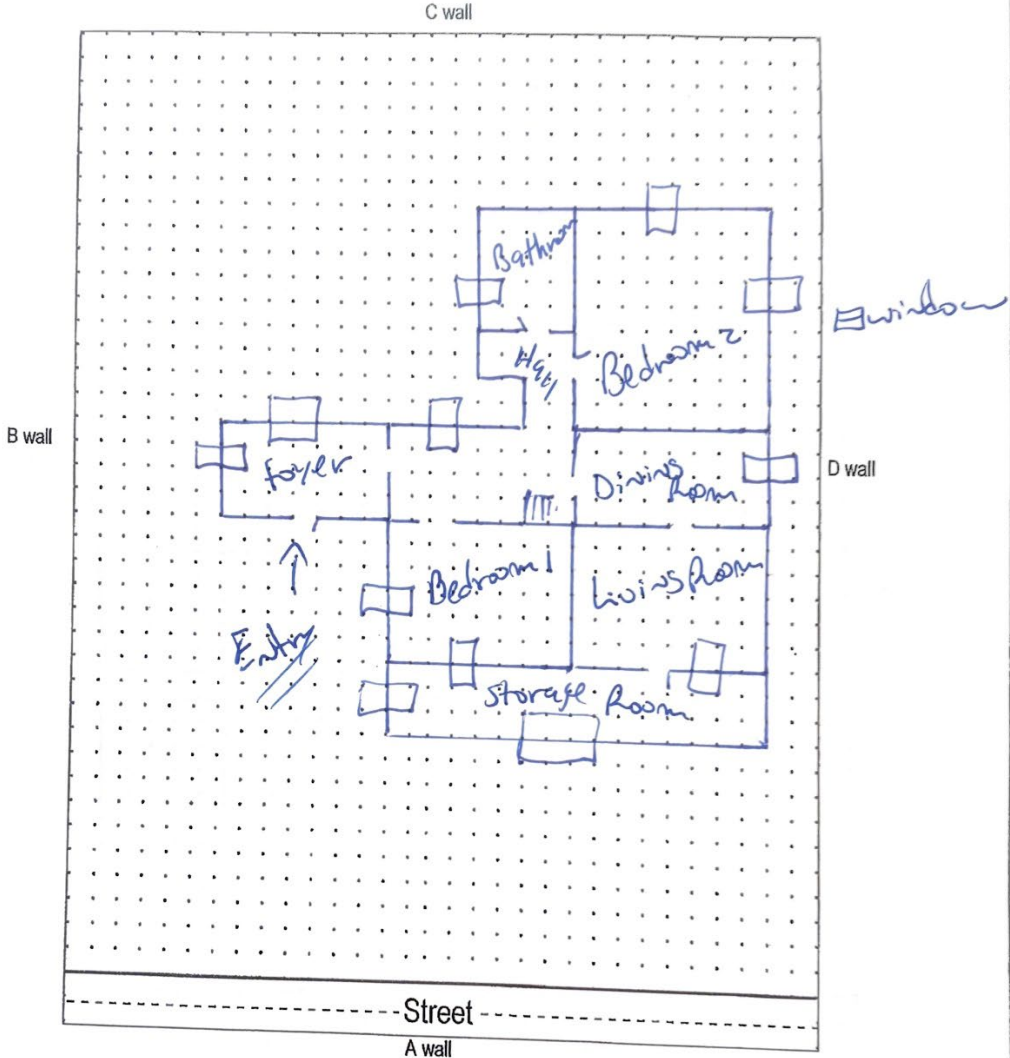 C wall
Bathroom
window
Hall
Bedroom 2
B wall
foyer
Dining
Room
D wall
Bedroom 1
Living Room
Entry
Storage Room
Street
A wall